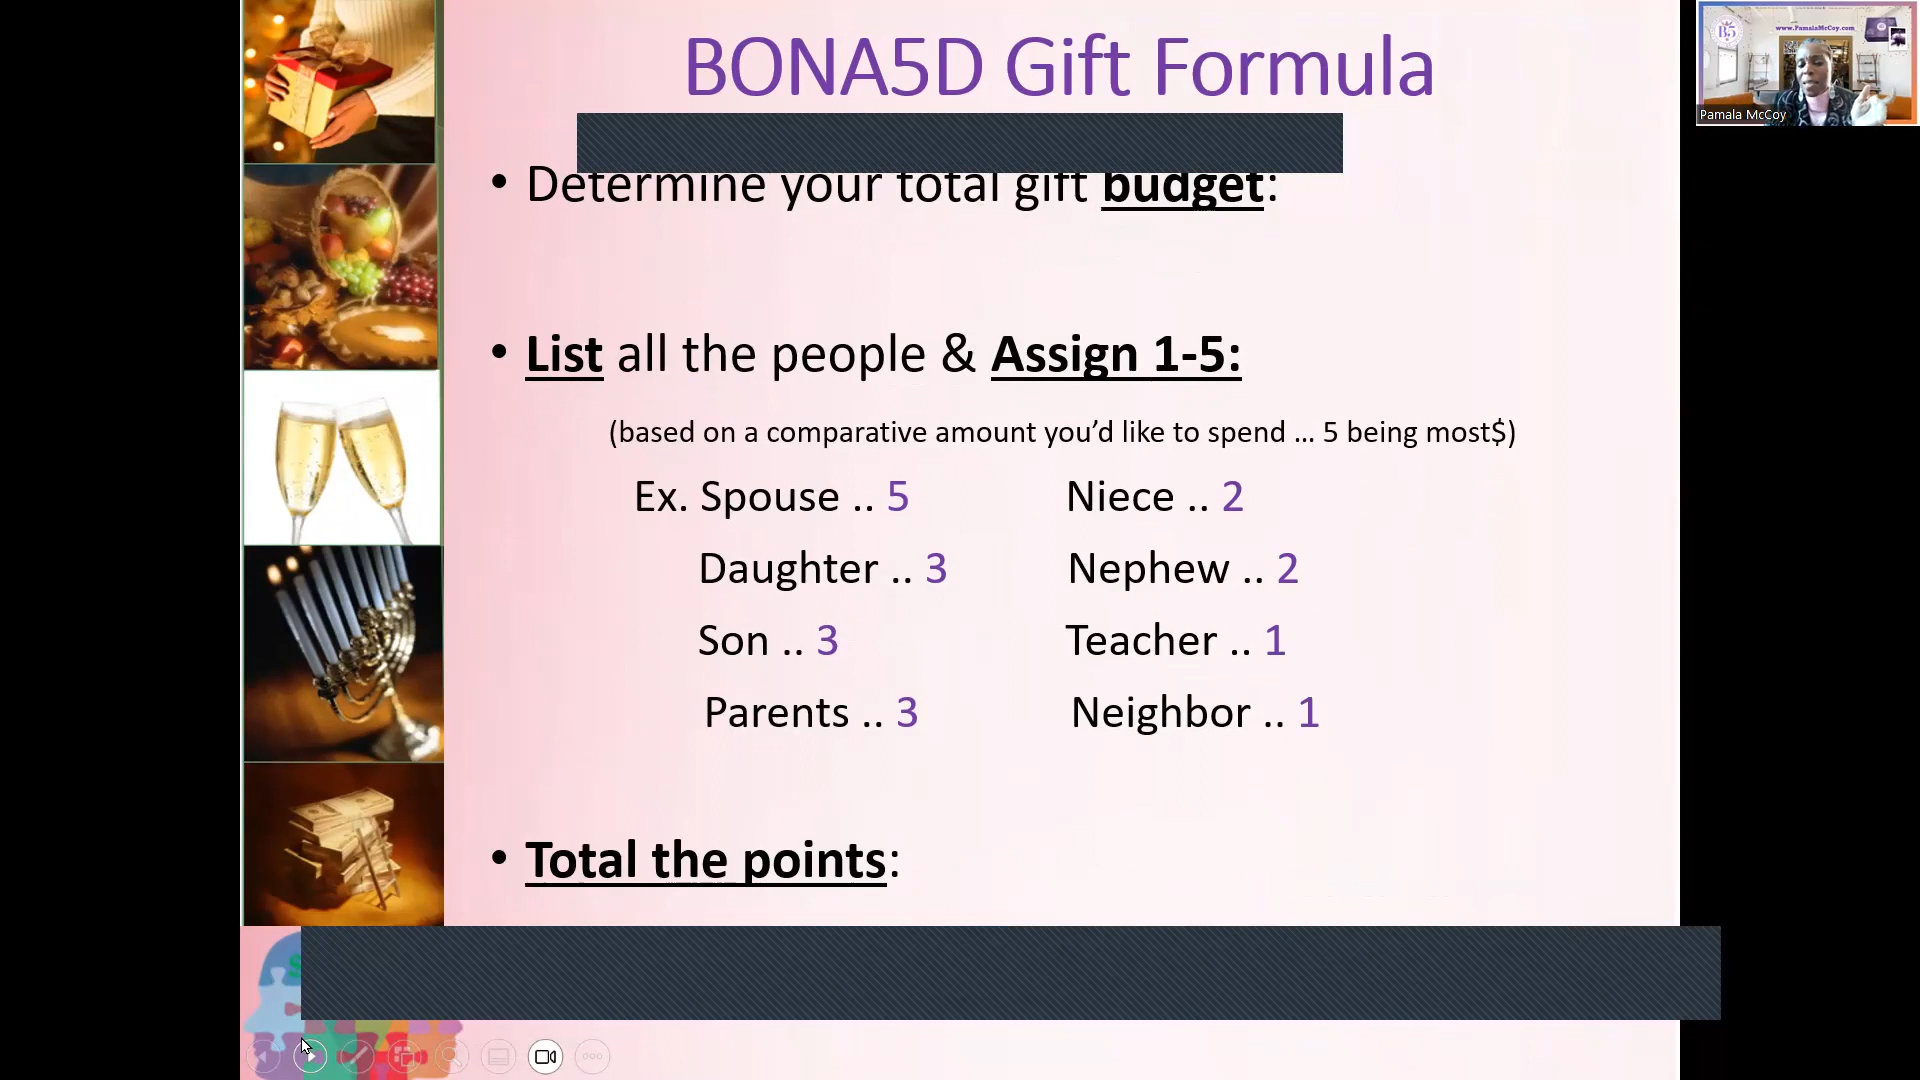 BONA5D Gift Formula
• Determine your total gift budget:
• List all the people & Assign 1-5:
(based on a comparative amount you’d like to spend ... 5 being most$)
Ex. Spouse .. 5
Niece .. 2
Daughter .. 3
Nephew .. 2
Son .. 3
Teacher .. 1
Parents .. 3
Neighbor .. 1
• Total the points:
B5
www.PamalaMcCoy.com
Pamala McCoy